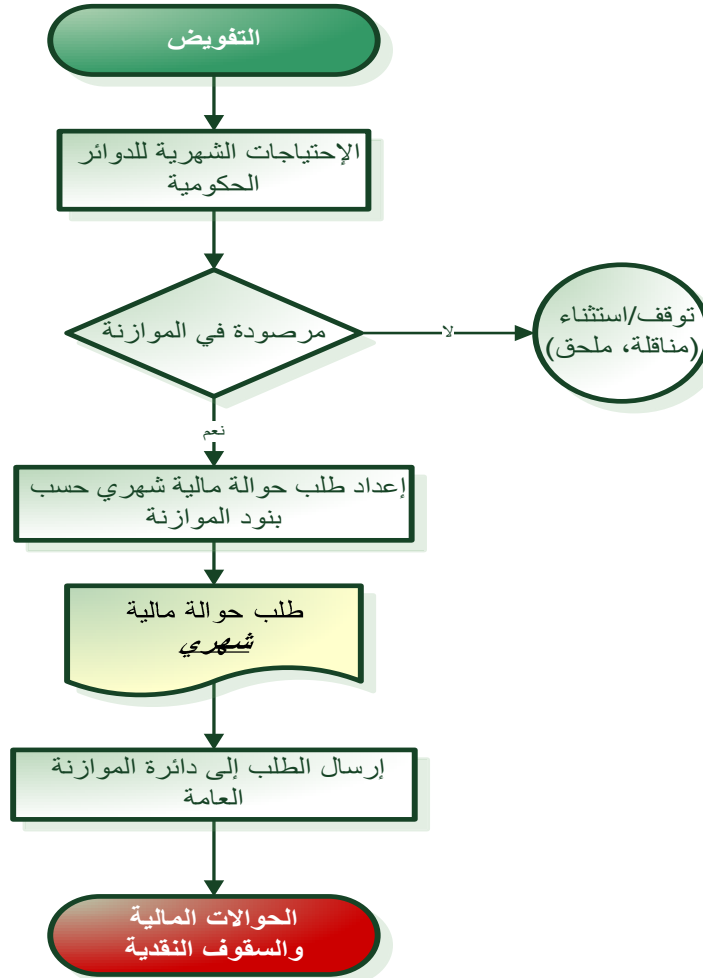 التفويض
الإحتياجات الشهرية للدوائر
الحكومية
مرصودة في الموازنة
لا
توقف/استثناء
(مناقلة، ملحق)
نعم
إعداد طلب حوالة مالية شهري حسب
بنود الموازنة
طلب حوالة مالية
شهري
إرسال الطلب إلى دائرة الموازنة
العامة
الحوالات المالية
والسقوف النقدية